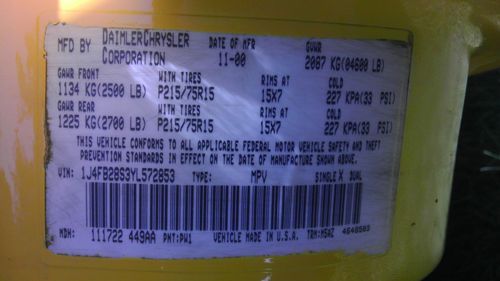 MFD BY DAIMLERCHRYSLER CORPORATION DATE OF MFR 11-00 GVWR 2087 KG(04600 LB)
GAWR FRONT WITH TIRES RIMS AT COLD
1134 KG(2500 LB) P215/75R15 15X7 227 KPA(33 PSI)
GAWR REAR WITH TIRES RIMS AT COLD
1225 KG(2700 LB) P215/75R15 15X7 227 KPA(33 PSI)
THIS VEHICLE CONFORMS TO ALL APPLICABLE FEDERAL MOTOR VEHICLE SAFETY AND THEFT
PREVENTION STANDARDS IN EFFECT ON THE DATE OF MANUFACTURE SHOWN ABOVE.
VIN: 1J4FB28S3YL572853 TYPE: MPV SINGLE X DUAL
MDH: 111722 449AA PNT:PW1 VEHICLE MADE IN U.S.A. TRM:M5AZ 4648503